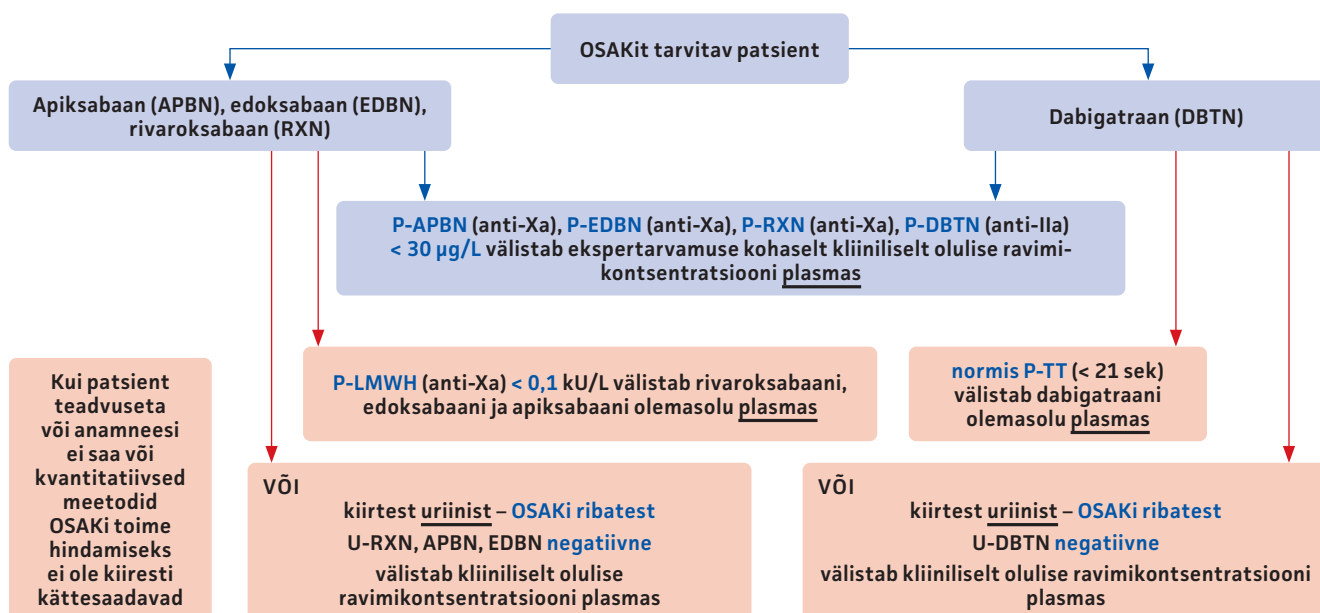 OSAKit tarvitav patsient
Apiksabaan (APBN), edoksabaan (EDBN),
rivaroksabaan (RXN)
Dabigatraan (DBTN)
P-APBN (anti-Xa), P-EDBN (anti-Xa), P-RXN (anti-Xa), P-DBTN (anti-IIa)
< 30 µg/L välistab ekspertarvamuse kohaselt kliiniliselt olulise ravimi-
kontsentratsiooni plasmas
P-LMWH (anti-Xa) < 0,1 kU/L välistab rivaroksabaani,
edoksabaani ja apiksabaani olemasolu plasmas
normis P-TT (< 21 sek)
välistab dabigatraani
olemasolu plasmas
Kui patsient
teadvuseta
või anamneesi
ei saa või
kvantitatiivsed
meetodid
OSAKi toime
hindamiseks
ei ole kiiresti
kättesaadavad
VÕI
kiirtest uriinist – OSAKi ribatest
U-RXN, APBN, EDBN negatiivne
välistab kliiniliselt olulise
ravimikontsentratsiooni plasmas
VÕI
kiirtest uriinist – OSAKi ribatest
U-DBTN negatiivne
välistab kliiniliselt olulise ravimikontsentratsiooni
plasmas